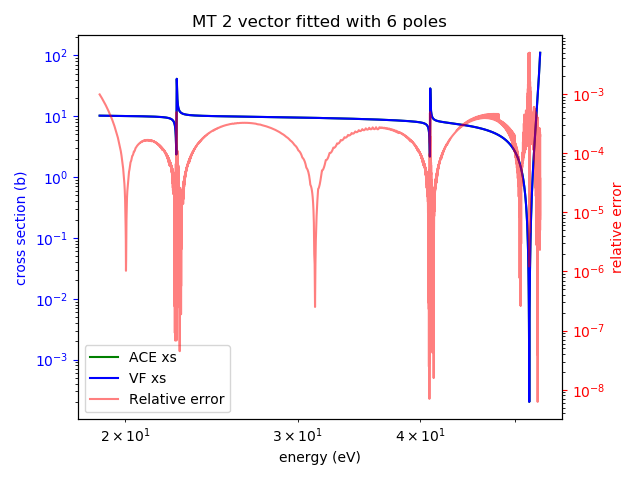 MT 2 vector fitted with 6 poles
cross section (b)
10²
10¹
10⁰
10⁻¹
10⁻²
10⁻³
10⁻³
10⁻⁴
10⁻⁵
10⁻⁶
10⁻⁷
10⁻⁸
relative error
ACE xs
VF xs
Relative error
2 × 10¹ 3 × 10¹ 4 × 10¹
energy (eV)